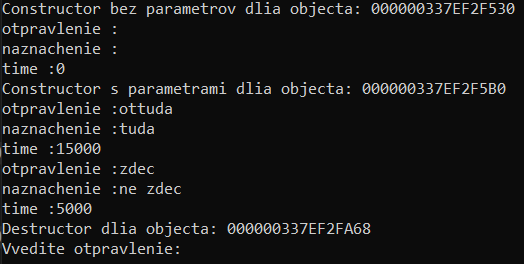 Constructor bez parametrov dlia objecta: 000000337EF2F530
otpravlenie :
naznachenie :
time :0
Constructor s parametrami dlia objecta: 000000337EF2F5B0
otpravlenie :ottuda
naznachenie :tuda
time :15000
otpravlenie :zdec
naznachenie :ne zdec
time :5000
Destructor dlia objecta: 000000337EF2FA68
Vvedite otpravlenie: